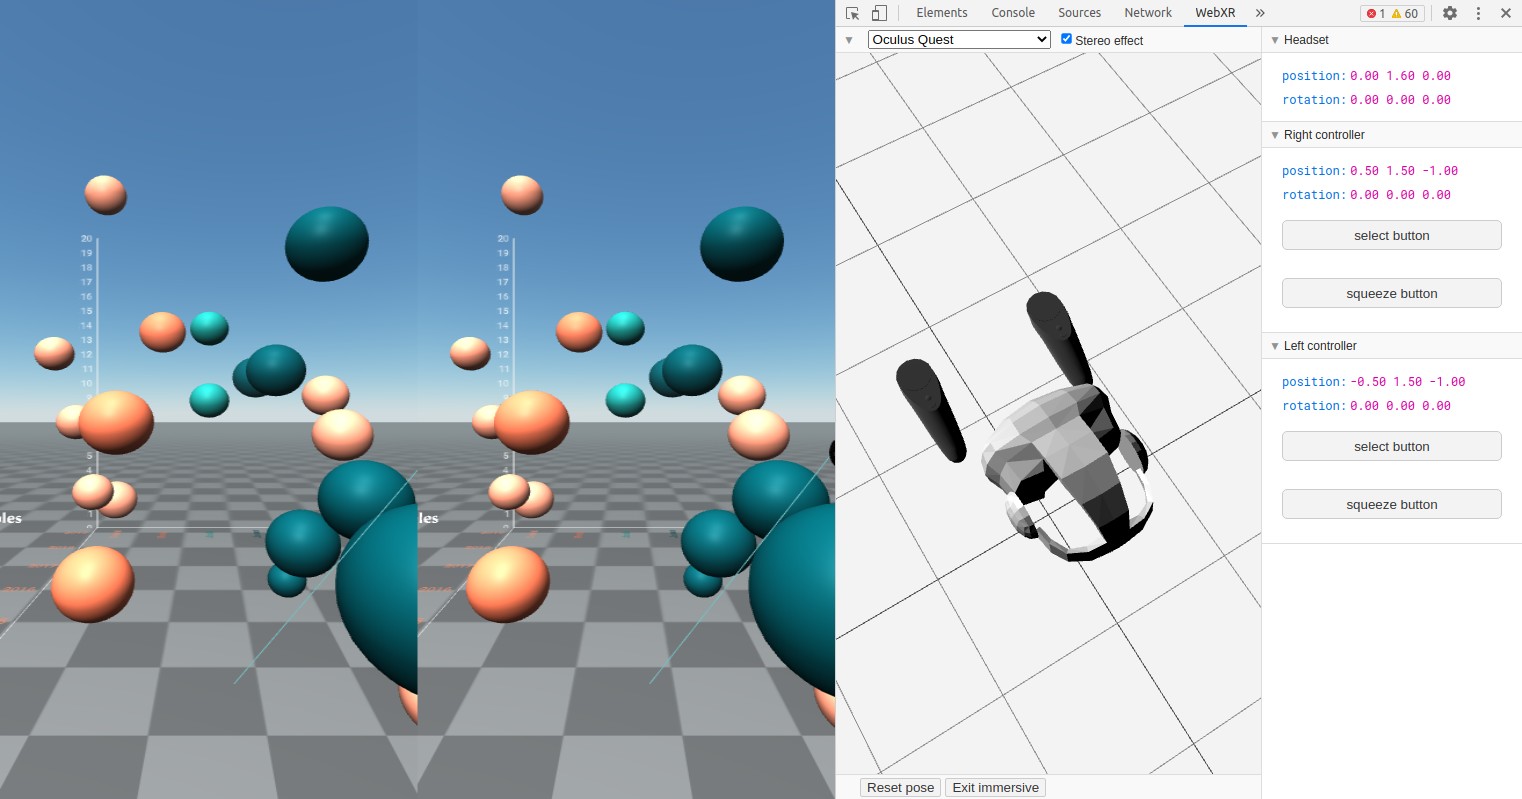 Elements Console Sources Network WebXR » 1 60
Oculus Quest Stereo effect
Headset
position: 0.00 1.60 0.00
rotation: 0.00 0.00 0.00
Right controller
position: 0.50 1.50 -1.00
rotation: 0.00 0.00 0.00
select button
squeeze button
Left controller
position: -0.50 1.50 -1.00
rotation: 0.00 0.00 0.00
select button
squeeze button
Reset pose Exit immersive
20 20
19 19
18 18
17 17
16 16
15 15
14 14
13 13
12 12
11 11
10 10
5 5
4 4
1 1
les les